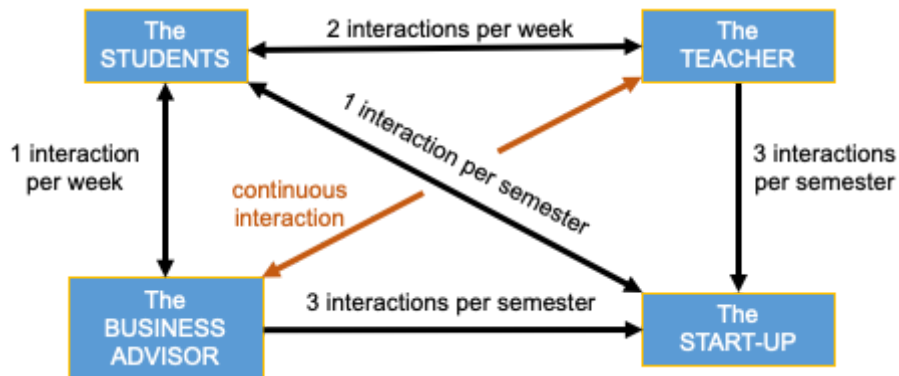 The
STUDENTS
2 interactions per week
The
TEACHER
1 interaction
per week
1 interaction per semester
3 interactions
per semester
continuous
interaction
The
BUSINESS
ADVISOR
3 interactions per semester
The
START-UP